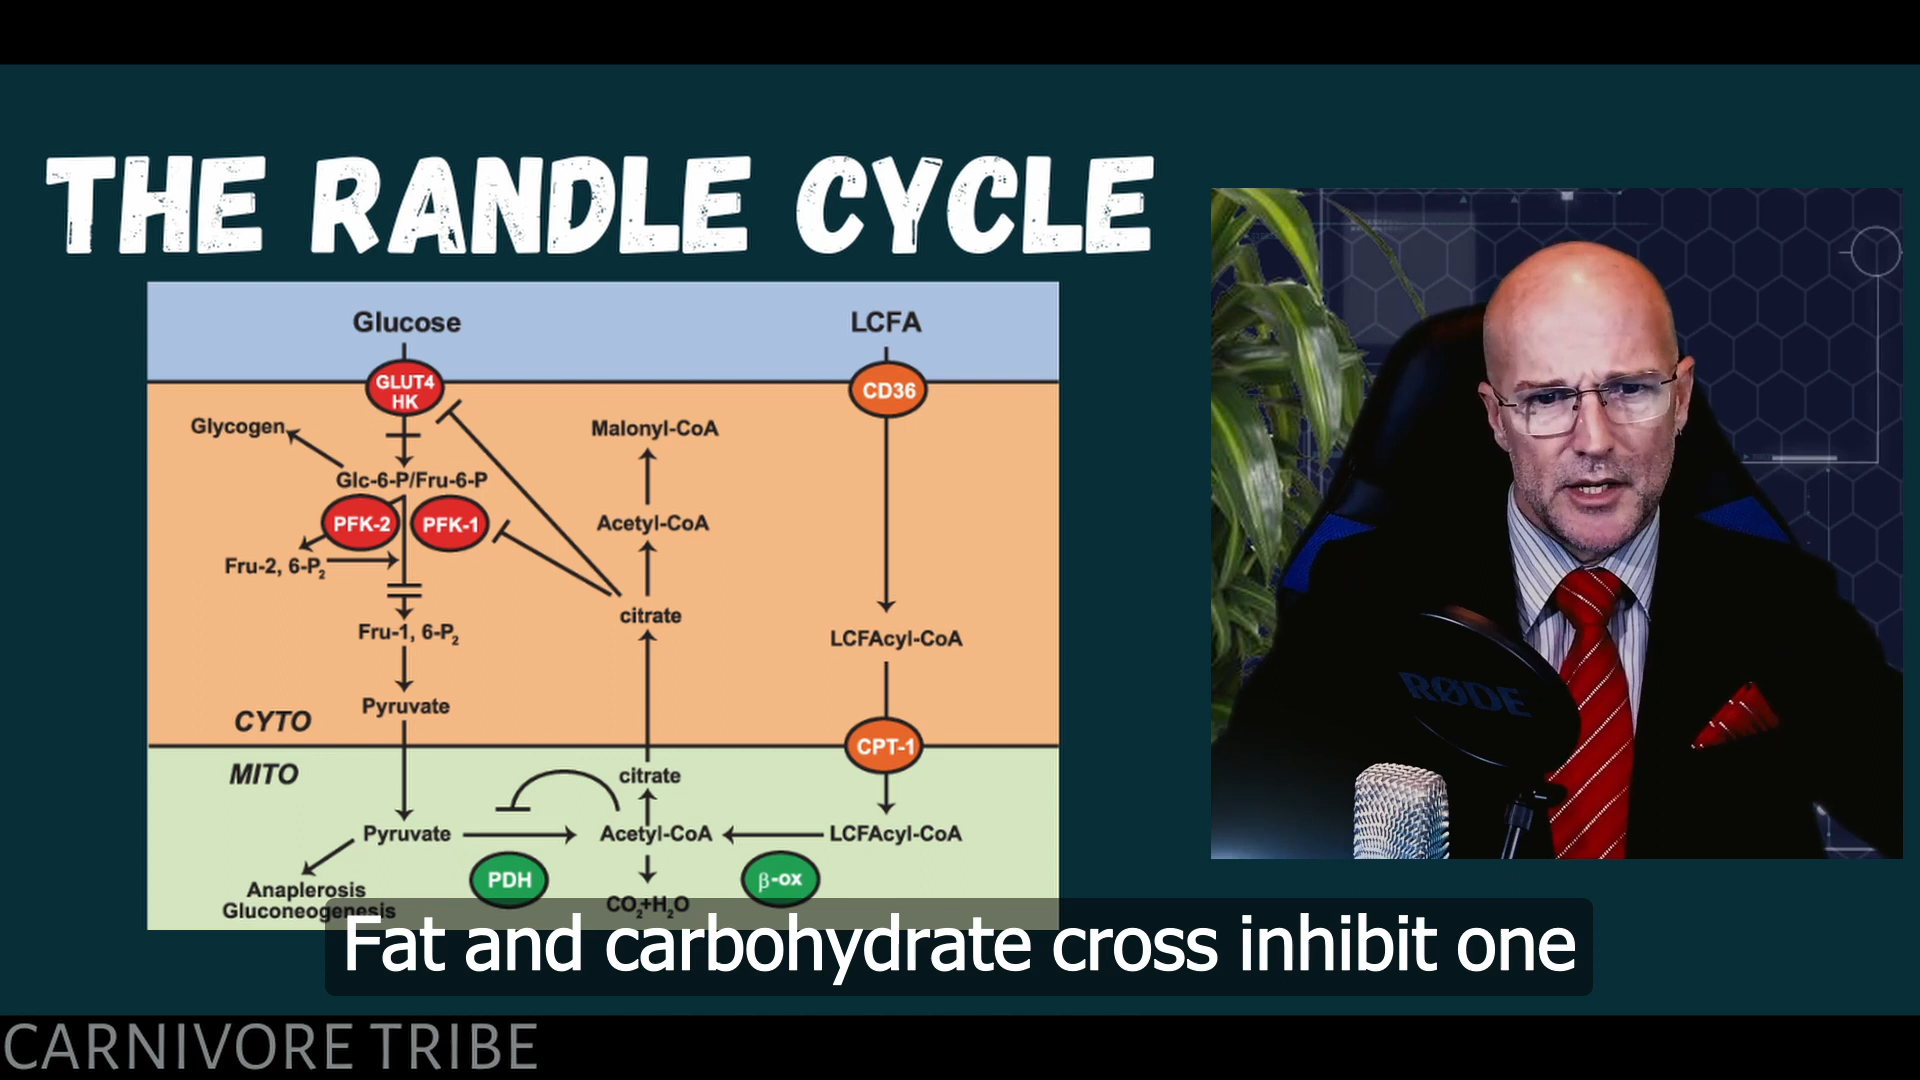 THE RANDLE CYCLE
Glucose
LCFA
GLUT4
HK
CD36
Glycogen
Malonyl-CoA
Glc-6-P/Fru-6-P
PFK-2
PFK-1
Acetyl-CoA
Fru-2, 6-P₂
citrate
Fru-1, 6-P₂
LCFAcyl-CoA
Pyruvate
CYTO
CPT-1
MITO
citrate
Pyruvate
Acetyl-CoA
LCFAcyl-CoA
PDH
β-ox
Anaplerosis
Gluconeogenesis
CO₂+H₂O
RØDE
Fat and carbohydrate cross inhibit one
CARNIVORE TRIBE